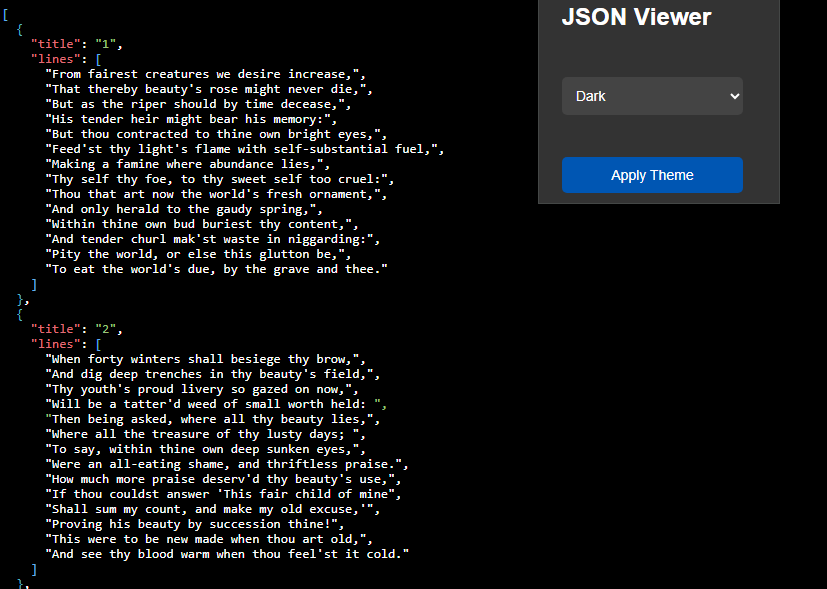 [
{
"title": "1",
"lines": [
"From fairest creatures we desire increase,",
"That thereby beauty's rose might never die,",
"But as the riper should by time decease,",
"His tender heir might bear his memory:",
"But thou contracted to thine own bright eyes,",
"Feed'st thy light's flame with self-substantial fuel,",
"Making a famine where abundance lies,",
"Thy self thy foe, to thy sweet self too cruel:",
"Thou that art now the world's fresh ornament,",
"And only herald to the gaudy spring,",
"Within thine own bud buriest thy content,",
"And tender churl mak'st waste in niggarding:",
"Pity the world, or else this glutton be,",
"To eat the world's due, by the grave and thee."
]
},
{
"title": "2",
"lines": [
"When forty winters shall besiege thy brow,",
"And dig deep trenches in thy beauty's field,",
"Thy youth's proud livery so gazed on now,",
"Will be a tatter'd weed of small worth held: ",
"Then being asked, where all thy beauty lies,",
"Where all the treasure of thy lusty days; ",
"To say, within thine own deep sunken eyes,",
"Were an all-eating shame, and thriftless praise.",
"How much more praise deserv'd thy beauty's use,",
"If thou couldst answer 'This fair child of mine",
"Shall sum my count, and make my old excuse,'",
"Proving his beauty by succession thine!",
"This were to be new made when thou art old,",
"And see thy blood warm when thou feel'st it cold."
]
},
JSON Viewer
Dark
Apply Theme